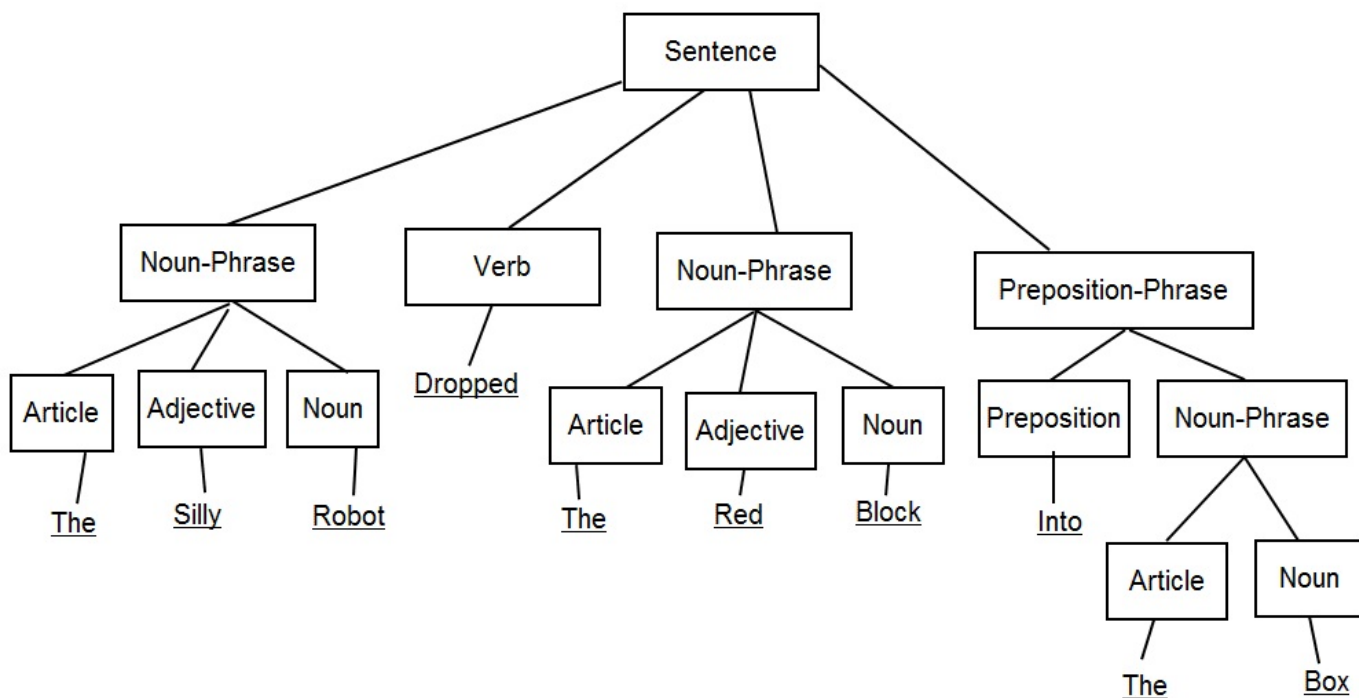 Sentence
Noun-Phrase
Verb
Noun-Phrase
Preposition-Phrase
Article
Adjective
Noun
Dropped
Article
Adjective
Noun
Preposition
Noun-Phrase
The
Silly
Robot
The
Red
Block
Into
Article
Noun
The
Box